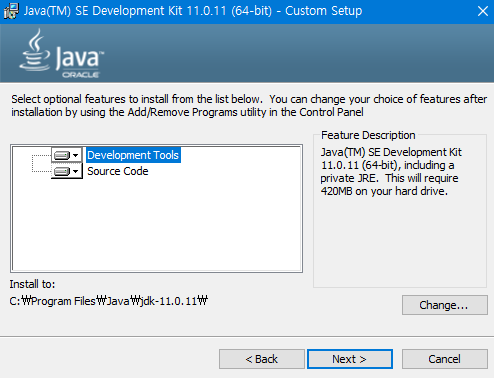 Java(TM) SE Development Kit 11.0.11 (64-bit) - Custom Setup
Java
ORACLE
Select optional features to install from the list below.  You can change your choice of features after
installation by using the Add/Remove Programs utility in the Control Panel
Development Tools
Source Code
Feature Description
Java(TM) SE Development Kit
11.0.11 (64-bit), including a
private JRE.  This will require
420MB on your hard drive.
Install to:
C:₩Program Files₩Java₩jdk-11.0.11₩
Change...
< Back
Next >
Cancel